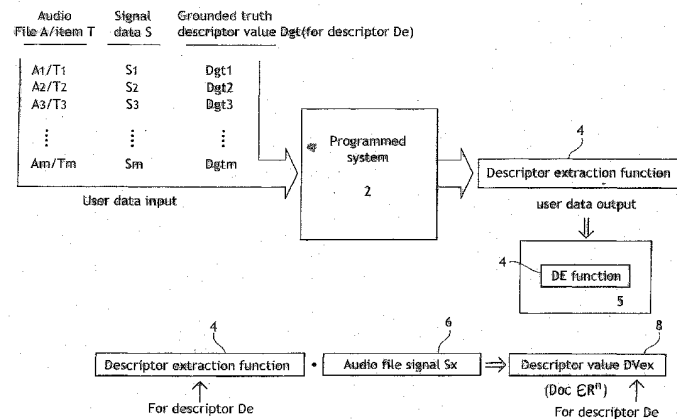 Audio File A/item T
Signal data S
Grounded truth descriptor value Dgt(for descriptor De)
A1/T1 S1 Dgt1
A2/T2 S2 Dgt2
A3/T3 S3 Dgt3
⋮ ⋮ ⋮
Am/Tm Sm Dgtm
User data input
Programmed system
2
4
Descriptor extraction function
user data output
4
DE function
5
4
Descriptor extraction function
•
6
Audio file signal Sx
8
Descriptor value DVex
(Doc ∈R^n)
For descriptor De
For descriptor De